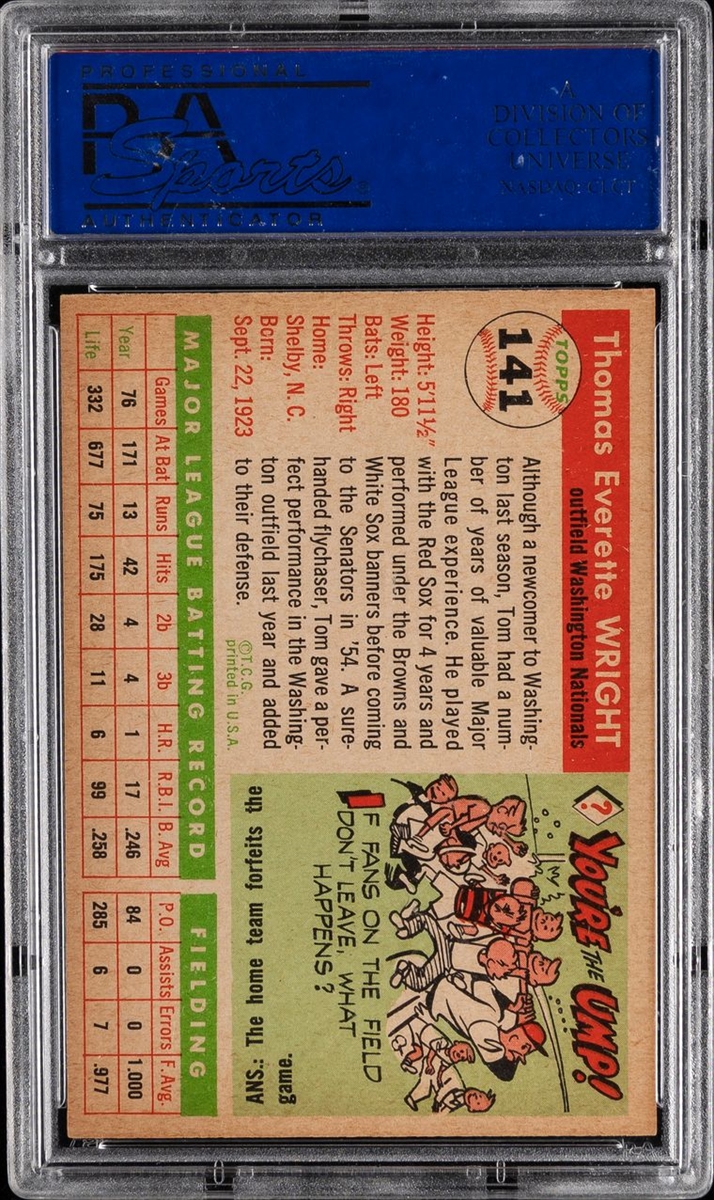 PROFESSIONAL
PSA
Sports
AUTHENTICATOR
A
DIVISION OF
COLLECTORS
UNIVERSE
NASDAQ: CLCT
TOPPS
141
Thomas Everette WRIGHT
outfield Washington Nationals
Height: 5'11½"
Weight: 180
Bats: Left
Throws: Right
Home:
Shelby, N. C.
Born:
Sept. 22, 1923
Although a newcomer to Washing-
ton last season, Tom had a num-
ber of years of valuable Major
League experience. He played
with the Red Sox for 4 years and
performed under the Browns and
White Sox banners before coming
to the Senators in '54. A sure-
handed flychaser, Tom gave a per-
fect performance in the Washing-
ton outfield last year and added
to their defense.
©T.C.G.
printed in U.S.A.
?
YOU'RE THE UMP!
IF FANS ON THE FIELD
DON'T LEAVE, WHAT
HAPPENS?
ANS.: The home team forfeits the
game.
MAJOR LEAGUE BATTING RECORD FIELDING
Games At Bat Runs Hits 2b 3b H.R. R.B.I. B. Avg P.O. Assists Errors F. Avg.
Year 76 171 13 42 4 4 1 17 .246 84 0 0 1.000
Life 332 677 75 175 28 11 6 99 .258 285 6 7 .977